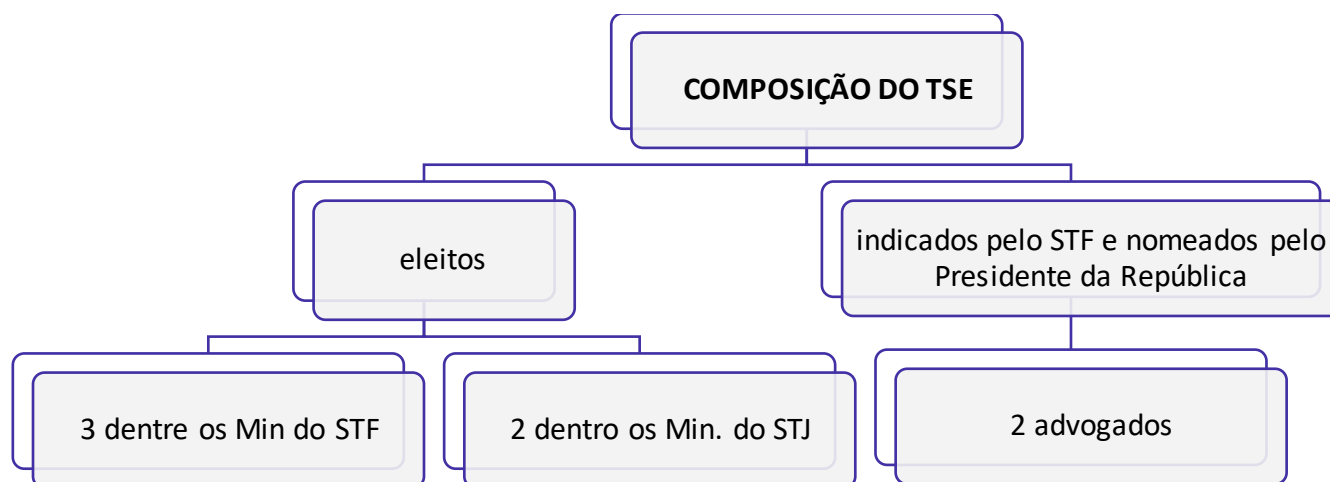 COMPOSIÇÃO DO TSE
eleitos
indicados pelo STF e nomeados pelo
Presidente da República
3 dentre os Min do STF
2 dentro os Min. do STJ
2 advogados